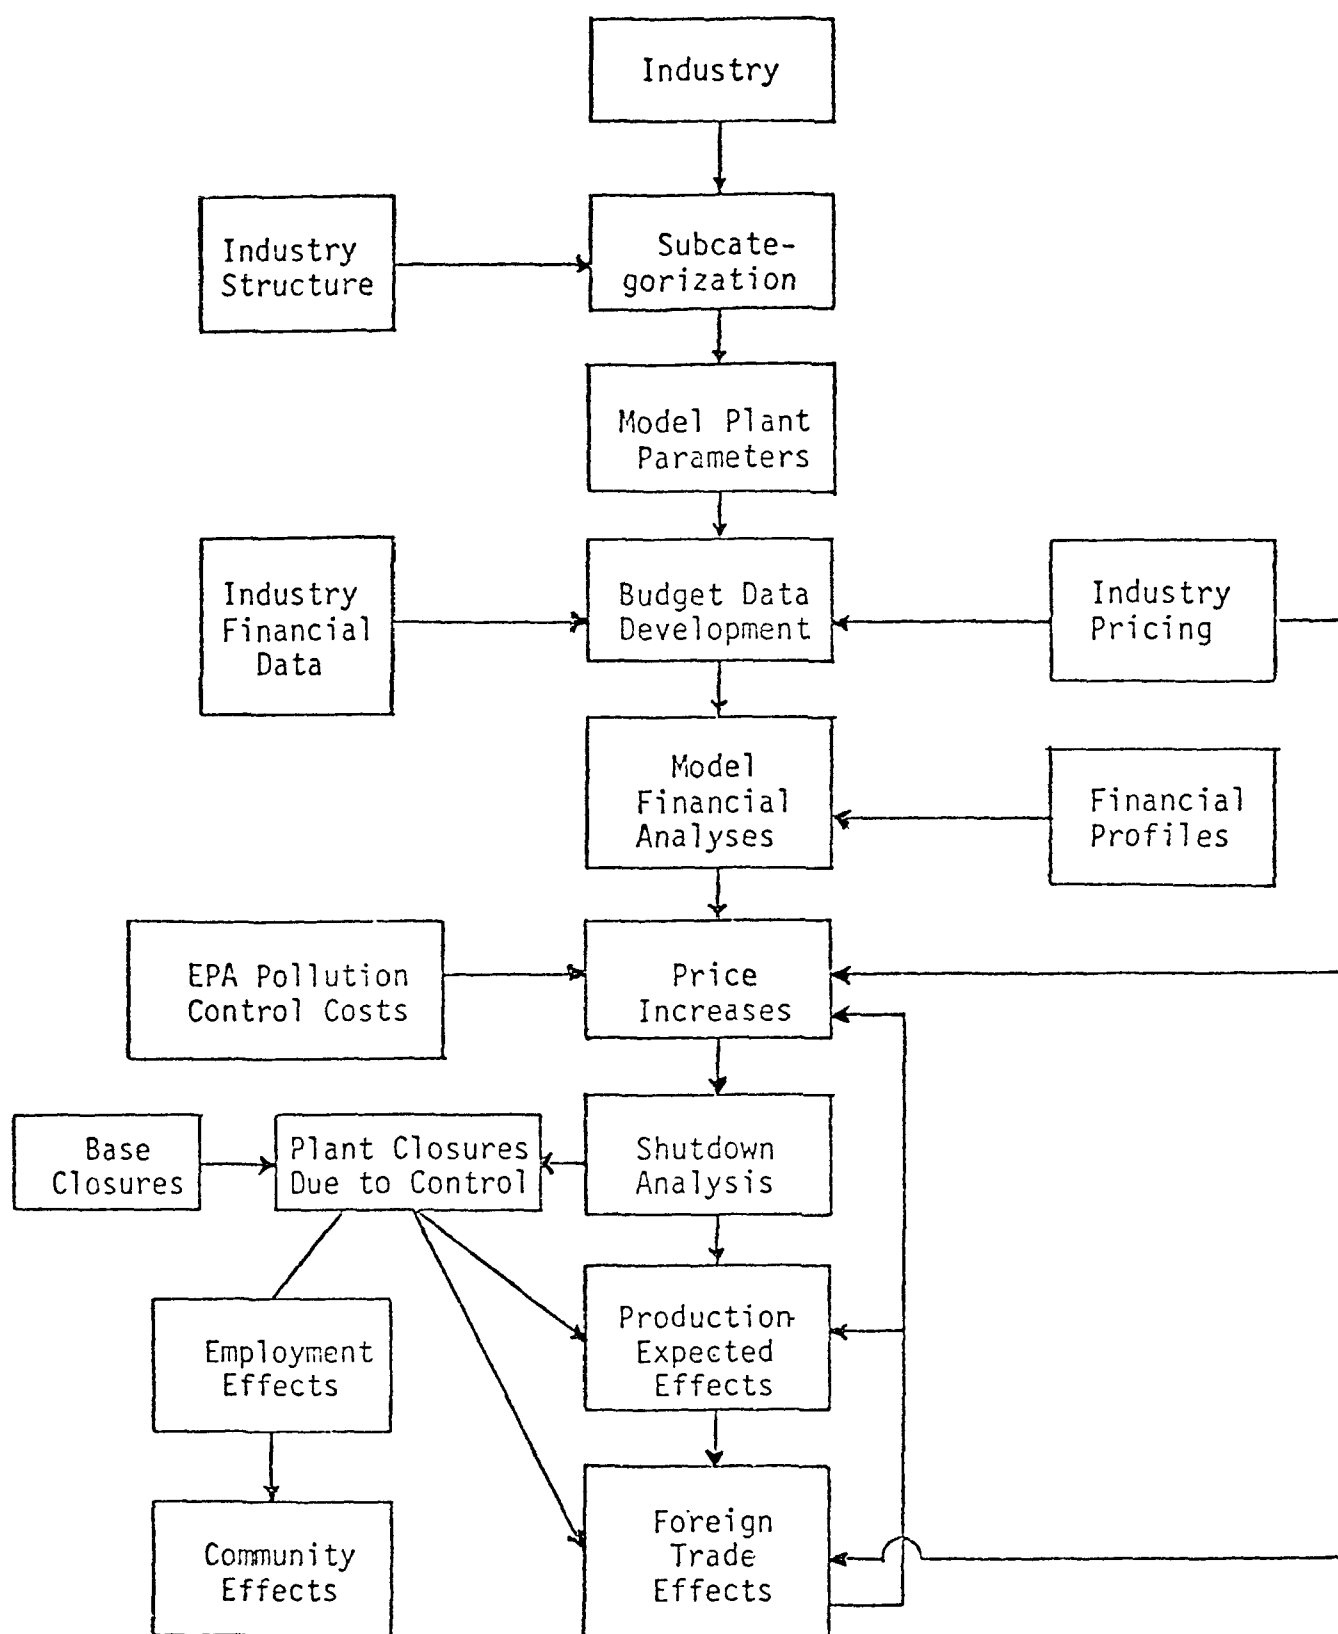 Industry
Industry
Structure
Subcate-
gorization
Model Plant
Parameters
Industry
Financial
Data
Budget Data
Development
Industry
Pricing
Model
Financial
Analyses
Financial
Profiles
EPA Pollution
Control Costs
Price
Increases
Base
Closures
Plant Closures
Due to Control
Shutdown
Analysis
Employment
Effects
Production-
Expected
Effects
Community
Effects
Foreign
Trade
Effects